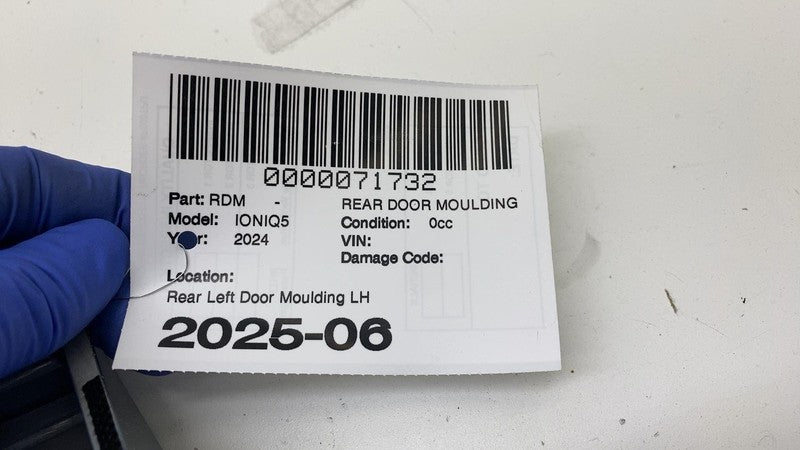 0000071732
Part: RDM - REAR DOOR MOULDING
Model: IONIQ5 Condition: 0cc
Year: 2024 VIN:
Damage Code:
Location:
Rear Left Door Moulding LH
2025-06